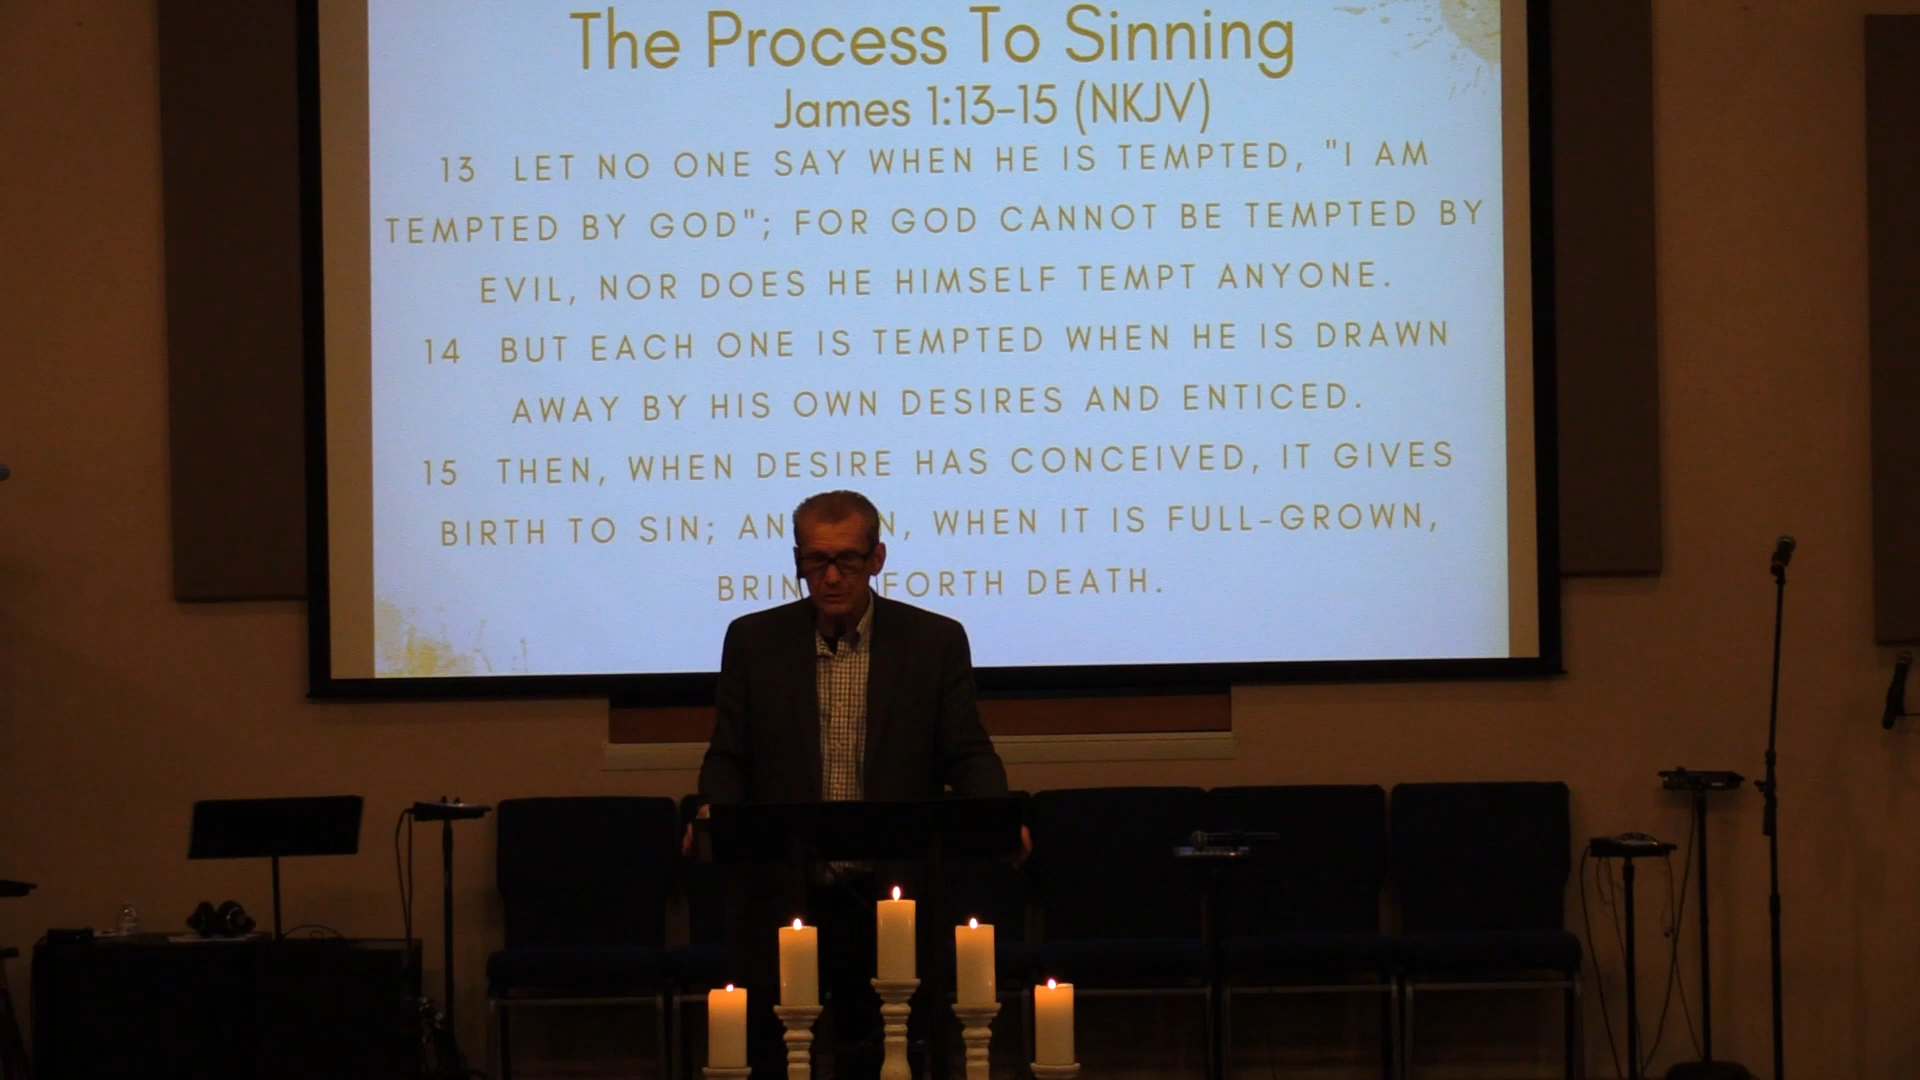 The Process To Sinning
James 1:13-15 (NKJV)
13 LET NO ONE SAY WHEN HE IS TEMPTED, "I AM
TEMPTED BY GOD"; FOR GOD CANNOT BE TEMPTED BY
EVIL, NOR DOES HE HIMSELF TEMPT ANYONE.
14 BUT EACH ONE IS TEMPTED WHEN HE IS DRAWN
AWAY BY HIS OWN DESIRES AND ENTICED.
15 THEN, WHEN DESIRE HAS CONCEIVED, IT GIVES
BIRTH TO SIN; WHEN IT IS FULL-GROWN,
FORTH DEATH.